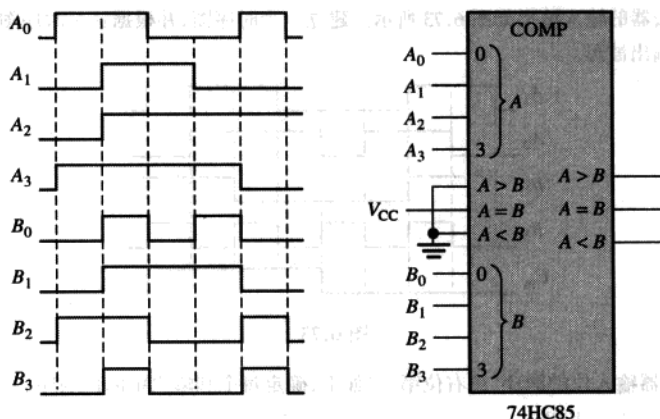 A₀
A₁
A₂
A₃
B₀
B₁
B₂
B₃
COMP
A₀ 0
A₁
A₂
A₃ 3
A
A > B
V_CC A = B
A < B
A > B
A = B
A < B
B₀ 0
B₁
B₂
B₃ 3
B
74HC85